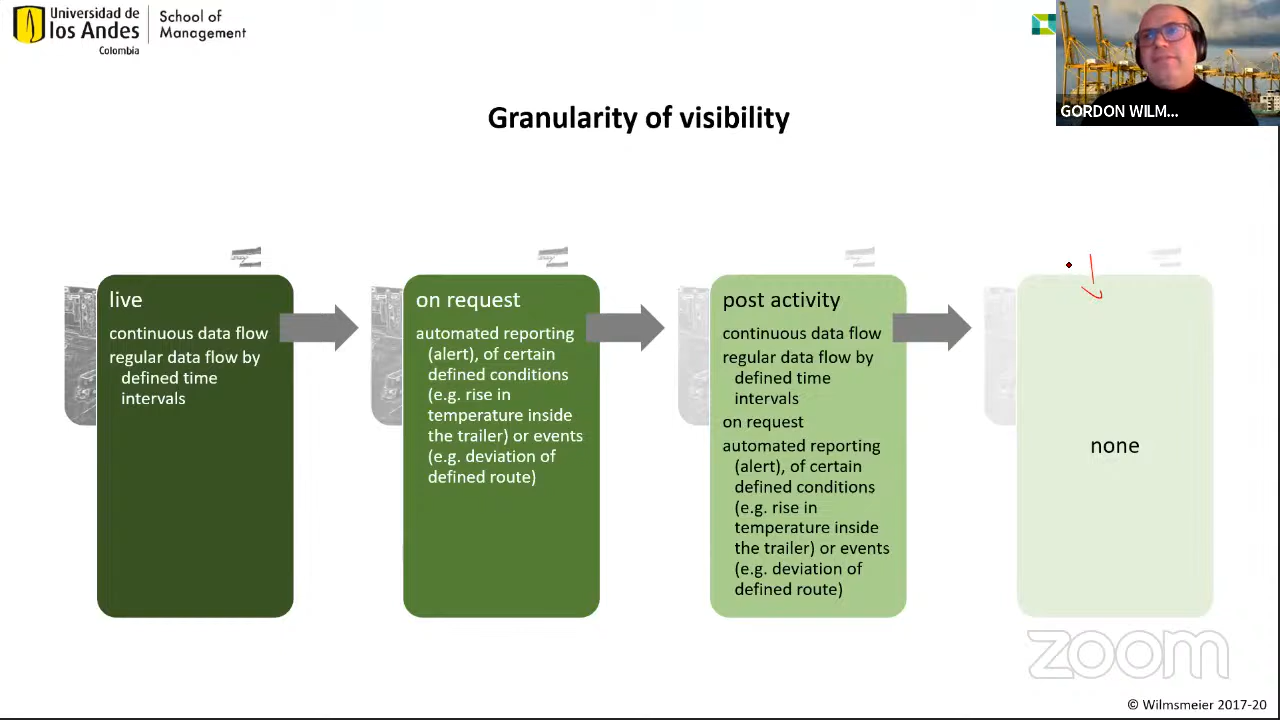 Universidad de
los Andes
Colombia
School of
Management
GORDON WILM...
Granularity of visibility
live
continuous data flow
regular data flow by
defined time
intervals
on request
automated reporting
(alert), of certain
defined conditions
(e.g. rise in
temperature inside
the trailer) or events
(e.g. deviation of
defined route)
post activity
continuous data flow
regular data flow by
defined time
intervals
on request
automated reporting
(alert), of certain
defined conditions
(e.g. rise in
temperature inside
the trailer) or events
(e.g. deviation of
defined route)
none
zoom
© Wilmsmeier 2017-20